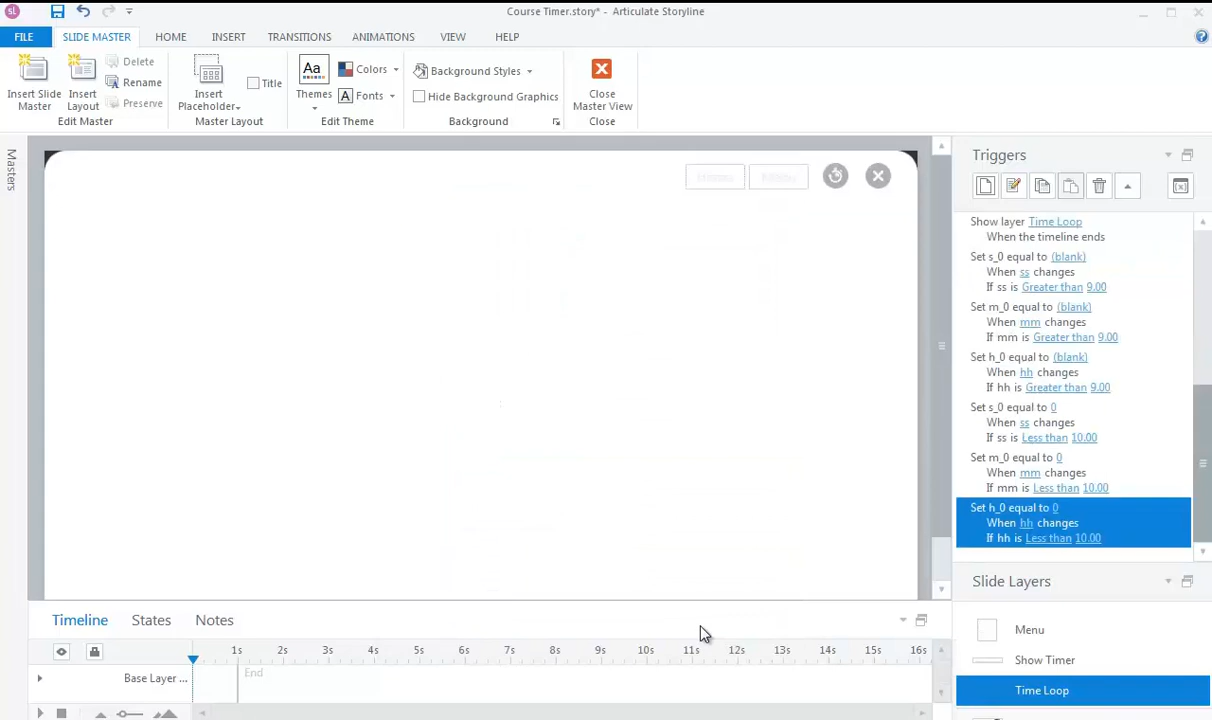 Course Timer.story* - Articulate Storyline
FILE SLIDE MASTER HOME INSERT TRANSITIONS ANIMATIONS VIEW HELP
Insert Slide Master
Insert Layout
Delete
Rename
Preserve
Edit Master
Insert Placeholder
Title
Master Layout
Aa
Themes
Colors
A Fonts
Edit Theme
Background Styles
Hide Background Graphics
Background
Close Master View
Close
Masters
Triggers
Show layer Time Loop
When the timeline ends
Set s_0 equal to (blank)
When ss changes
If ss is Greater than 9.00
Set m_0 equal to (blank)
When mm changes
If mm is Greater than 9.00
Set h_0 equal to (blank)
When hh changes
If hh is Greater than 9.00
Set s_0 equal to 0
When ss changes
If ss is Less than 10.00
Set m_0 equal to 0
When mm changes
If mm is Less than 10.00
Set h_0 equal to 0
When hh changes
If hh is Less than 10.00
Slide Layers
Menu
Show Timer
Time Loop
Timeline States Notes
1s 2s 3s 4s 5s 6s 7s 8s 9s 10s 11s 12s 13s 14s 15s 16s
End
Base Layer ...